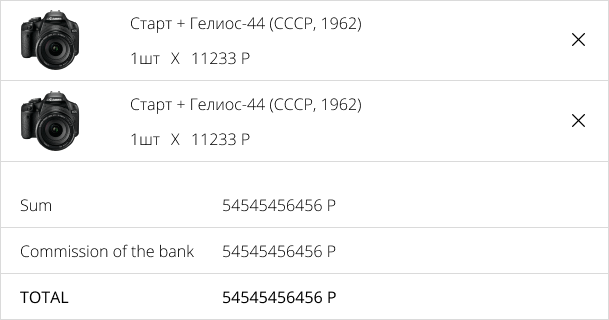 Старт + Гелиос-44 (СССР, 1962)
1шт X 11233 Р
Старт + Гелиос-44 (СССР, 1962)
1шт X 11233 Р
Sum 54545456456 Р
Commission of the bank 54545456456 Р
TOTAL 54545456456 Р